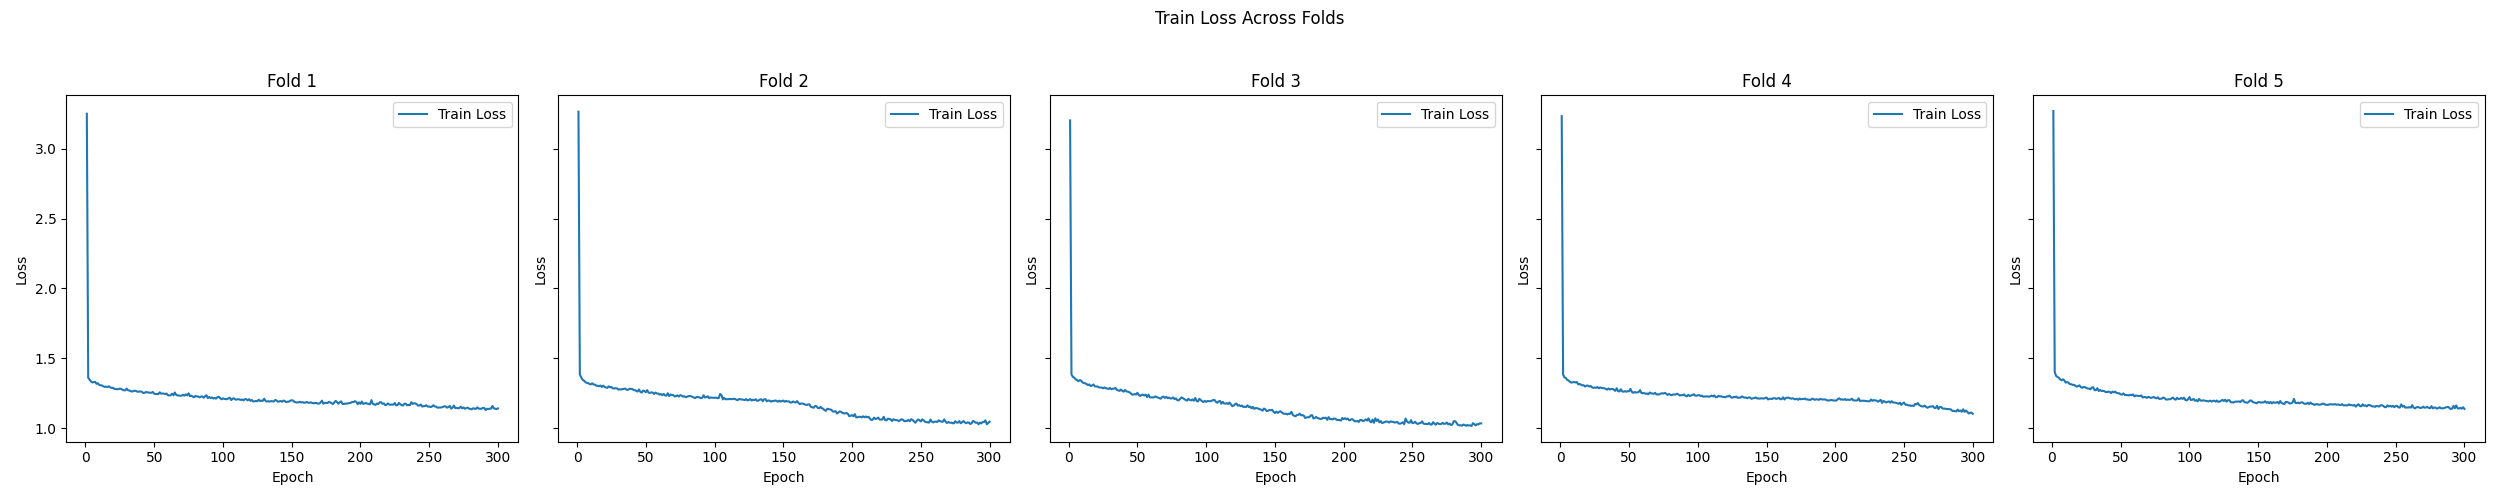 Train Loss Across Folds
Fold 1
Train Loss
3.0
2.5
2.0
1.5
1.0
Loss
0 50 100 150 200 250 300
Epoch
Fold 2
Train Loss
Loss
0 50 100 150 200 250 300
Epoch
Fold 3
Train Loss
Loss
0 50 100 150 200 250 300
Epoch
Fold 4
Train Loss
Loss
0 50 100 150 200 250 300
Epoch
Fold 5
Train Loss
Loss
0 50 100 150 200 250 300
Epoch